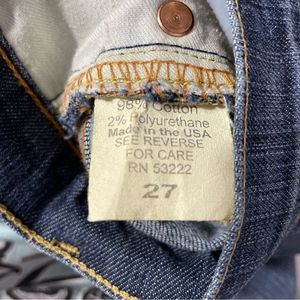 98% Cotton
2% Polyurethane
Made in the USA
SEE REVERSE
FOR CARE
RN 53222
27